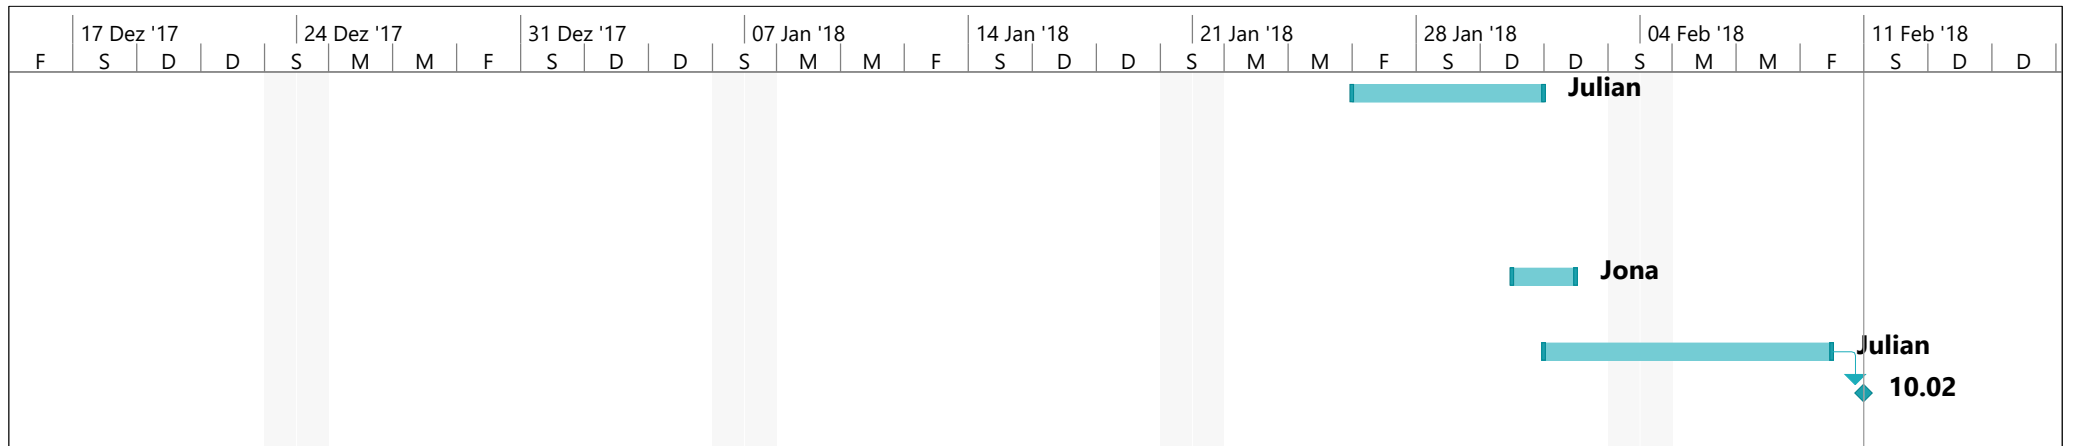 17 Dez '17 24 Dez '17 31 Dez '17 07 Jan '18 14 Jan '18 21 Jan '18 28 Jan '18 04 Feb '18 11 Feb '18
F S D D S M M F S D D S M M F S D D S M M F S D D S M M F S D D
Julian
Jona
Julian
10.02